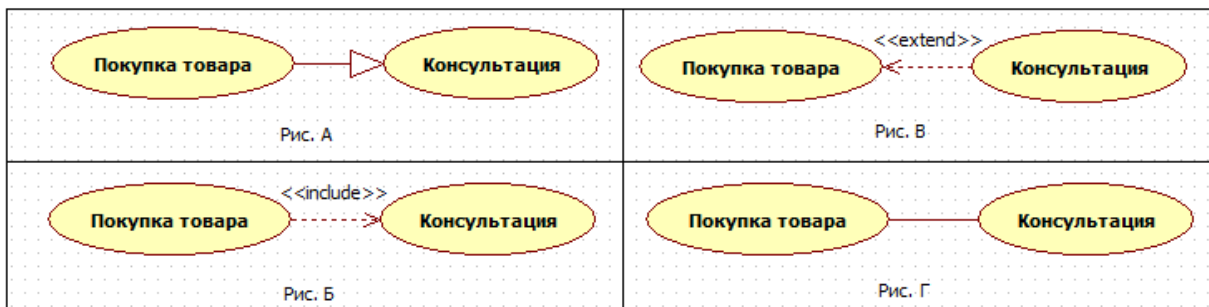 Покупка товара
Консультация
Рис. А
<<extend>>
Покупка товара
Консультация
Рис. В
<<include>>
Покупка товара
Консультация
Рис. Б
Покупка товара
Консультация
Рис. Г